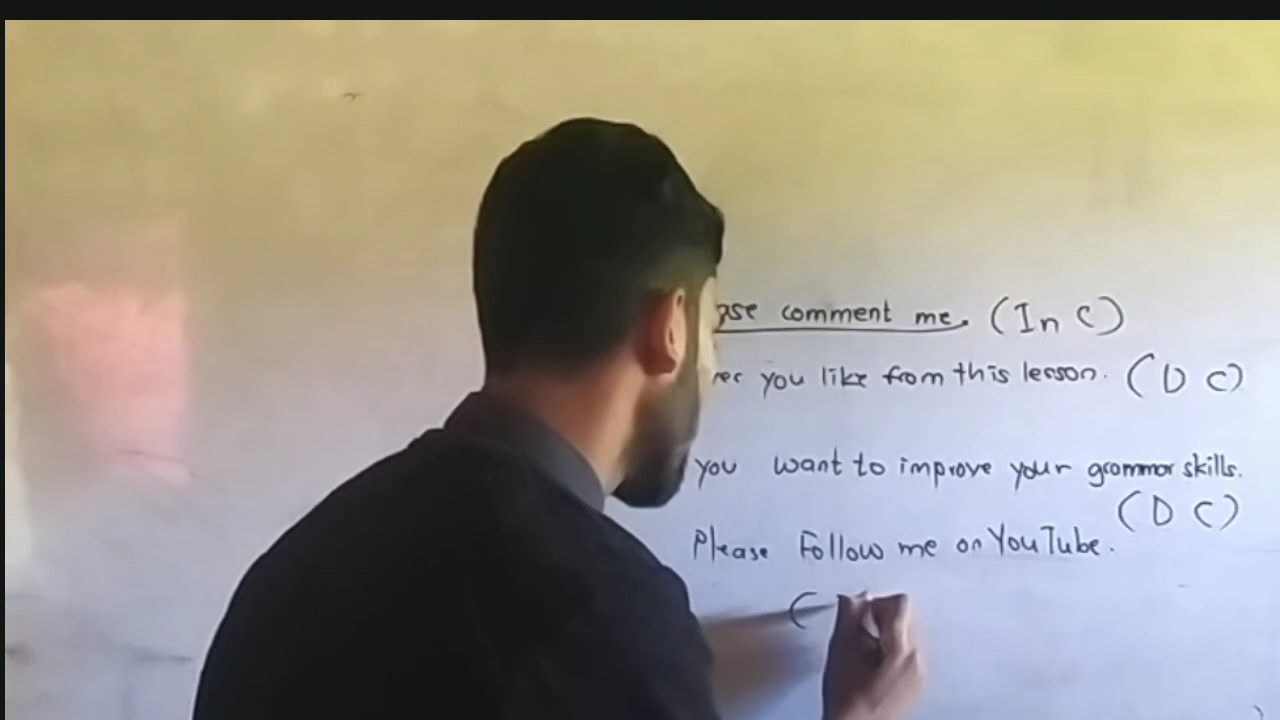 comment me. (In C)
you like from this lesson. (D C)
you want to improve your grammar skills.
(D C)
Please Follow me on YouTube.
(